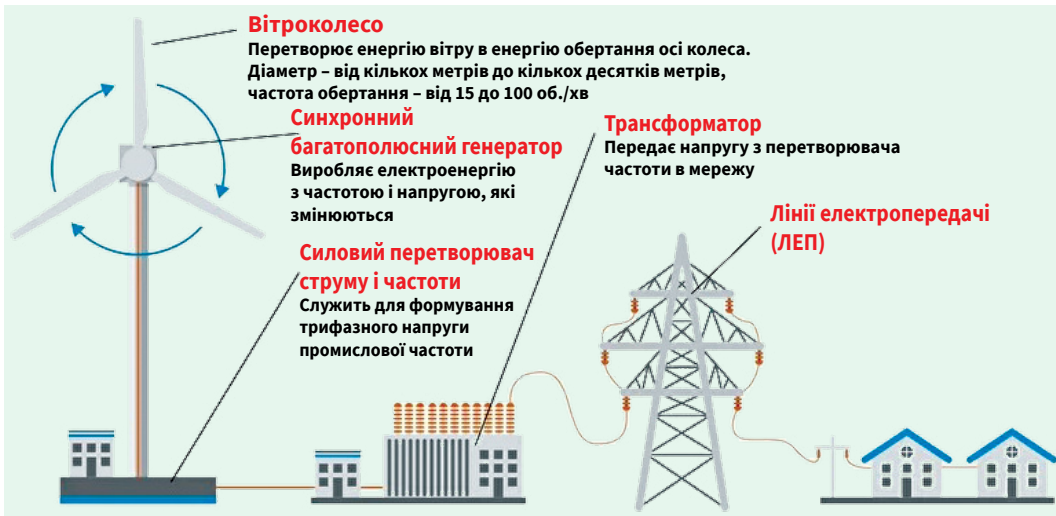 Вітроколесо
Перетворює енергію вітру в енергію обертання осі колеса.
Діаметр – від кількох метрів до кількох десятків метрів,
частота обертання – від 15 до 100 об./хв
Синхронний
багатополюсний генератор
Виробляє електроенергію
з частотою і напругою, які
змінюються
Трансформатор
Передає напругу з перетворювача
частоти в мережу
Силовий перетворювач
струму і частоти
Служить для формування
трифазного напруги
промислової частоти
Лінії електропередачі
(ЛЕП)